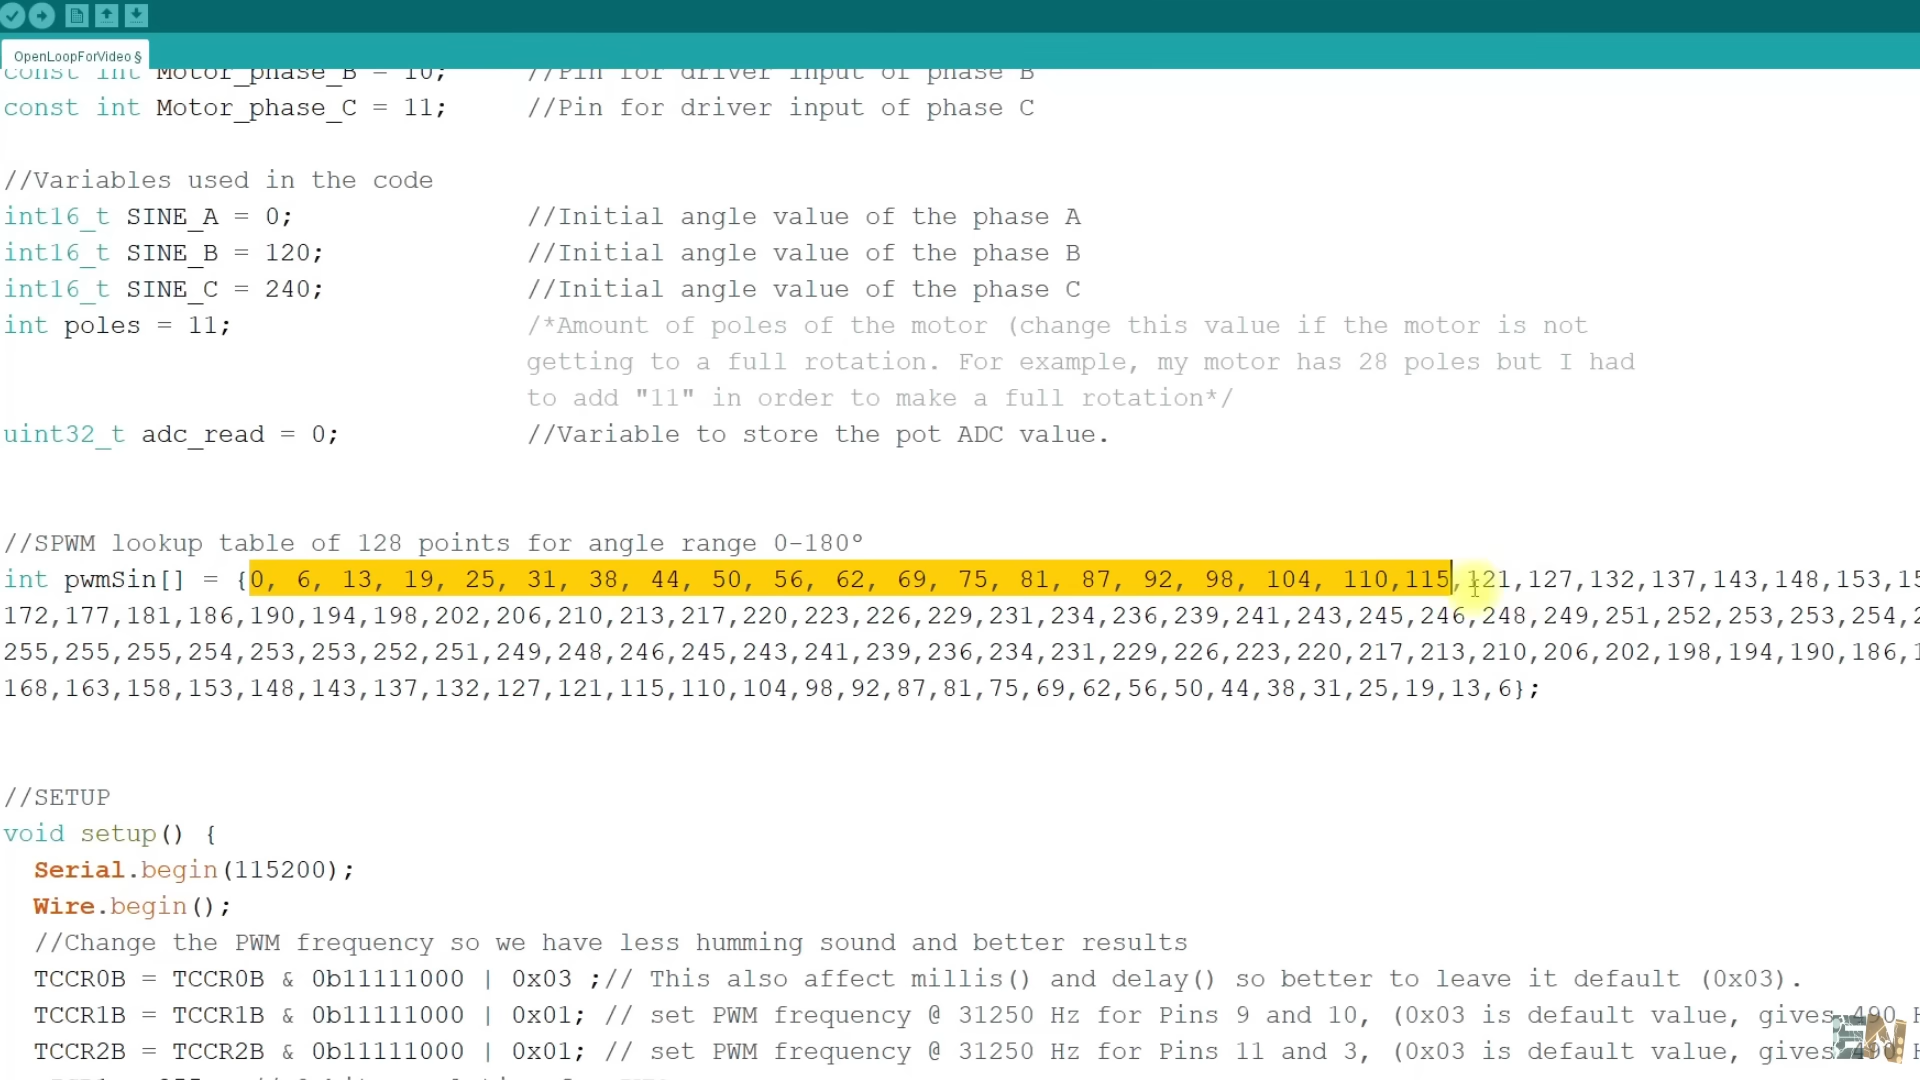 OpenLoopForVideo §
const int Motor_phase_B = 10;      //Pin for driver input of phase B
const int Motor_phase_C = 11;     //Pin for driver input of phase C
//Variables used in the code
int16_t SINE_A = 0;               //Initial angle value of the phase A
int16_t SINE_B = 120;             //Initial angle value of the phase B
int16_t SINE_C = 240;             //Initial angle value of the phase C
int poles = 11;                   /*Amount of poles of the motor (change this value if the motor is not
getting to a full rotation. For example, my motor has 28 poles but I had
to add "11" in order to make a full rotation*/
uint32_t adc_read = 0;            //Variable to store the pot ADC value.
//SPWM lookup table of 128 points for angle range 0-180°
int pwmSin[] = {0, 6, 13, 19, 25, 31, 38, 44, 50, 56, 62, 69, 75, 81, 87, 92, 98, 104, 110,115,121,127,132,137,143,148,153,15
172,177,181,186,190,194,198,202,206,210,213,217,220,223,226,229,231,234,236,239,241,243,245,246,248,249,251,252,253,253,254,2
255,255,255,254,253,253,252,251,249,248,246,245,243,241,239,236,234,231,229,226,223,220,217,213,210,206,202,198,194,190,186,1
168,163,158,153,148,143,137,132,127,121,115,110,104,98,92,87,81,75,69,62,56,50,44,38,31,25,19,13,6};
//SETUP
void setup() {
Serial.begin(115200);
Wire.begin();
//Change the PWM frequency so we have less humming sound and better results
TCCR0B = TCCR0B & 0b11111000 | 0x03 ;// This also affect millis() and delay() so better to leave it default (0x03).
TCCR1B = TCCR1B & 0b11111000 | 0x01; // set PWM frequency @ 31250 Hz for Pins 9 and 10, (0x03 is default value, gives 490 H
TCCR2B = TCCR2B & 0b11111000 | 0x01; // set PWM frequency @ 31250 Hz for Pins 11 and 3, (0x03 is default value, gives 490 H